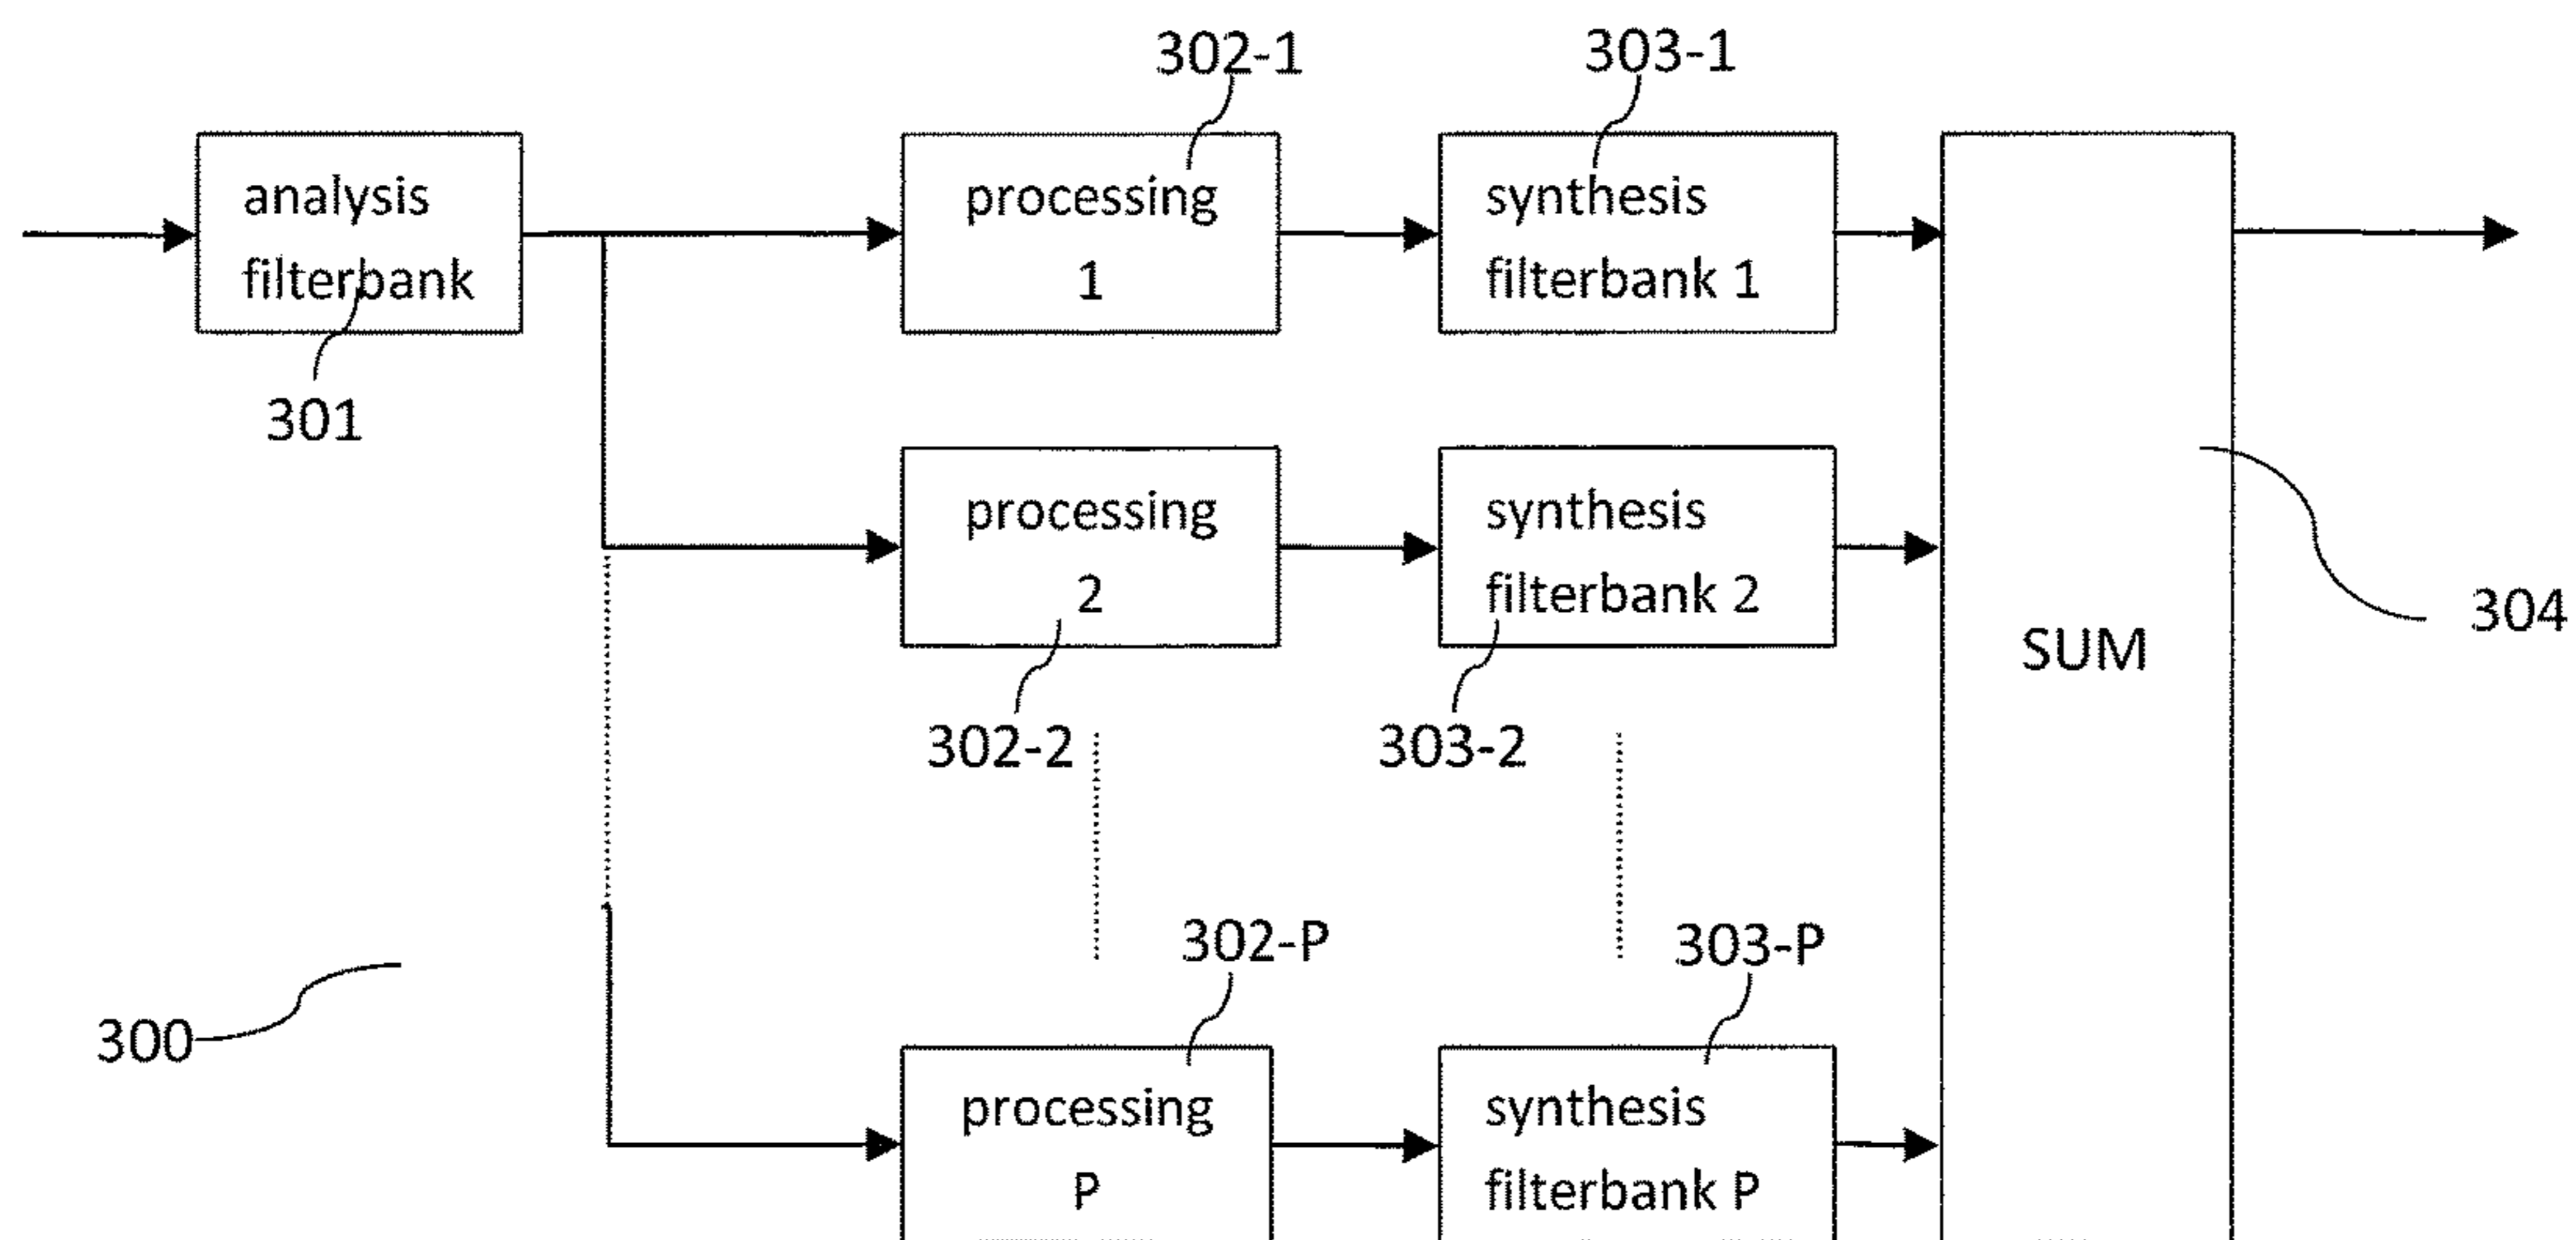 302-1
303-1
analysis
filterbank
processing
1
synthesis
filterbank 1
301
processing
2
synthesis
filterbank 2
304
SUM
302-2
303-2
302-P
303-P
300
processing
P
synthesis
filterbank P